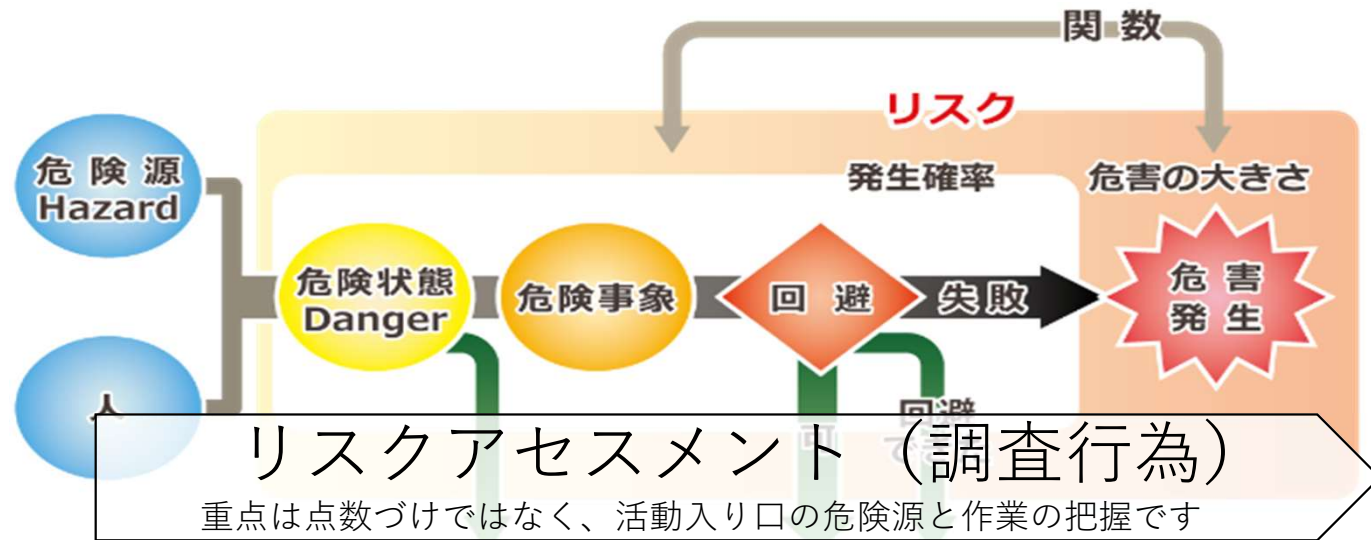 関数
リスク
危険源
Hazard
発生確率
危害の大きさ
危険状態
Danger
危険事象
回避
失敗
危害
発生
人
回避
可
リスクアセスメント（調査行為）
重点は点数づけではなく、活動入り口の危険源と作業の把握です